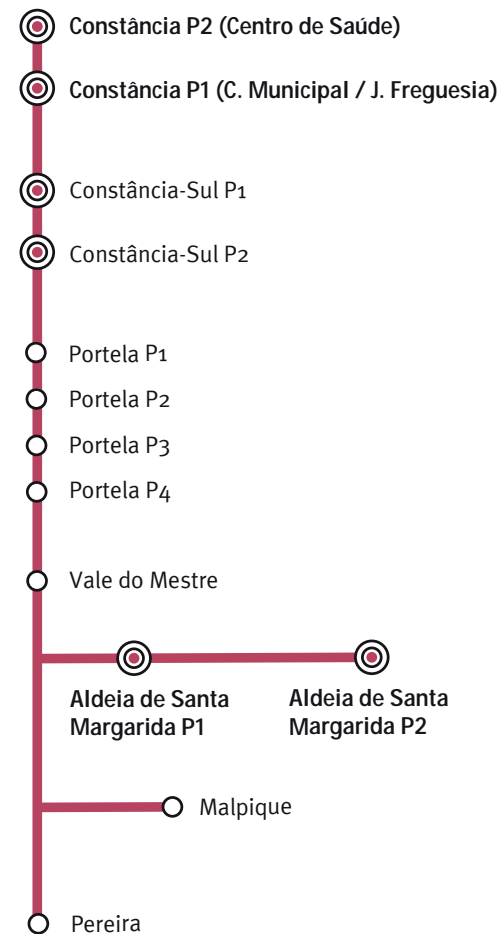 Constância P2 (Centro de Saúde)
Constância P1 (C. Municipal / J. Freguesia)
Constância-Sul P1
Constância-Sul P2
Portela P1
Portela P2
Portela P3
Portela P4
Vale do Mestre
Aldeia de Santa
Margarida P1
Aldeia de Santa
Margarida P2
Malpique
Pereira